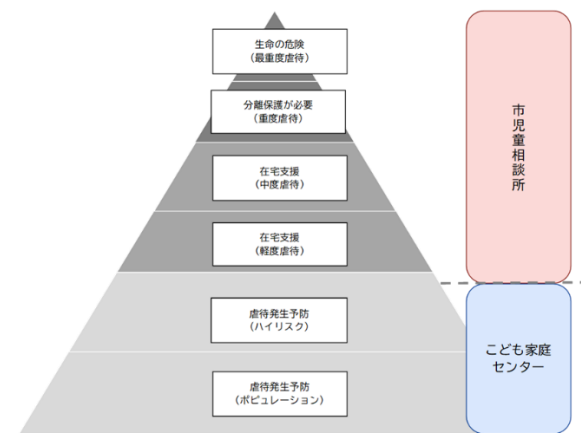 生命の危険
（最重度虐待）
分離保護が必要
（重度虐待）
在宅支援
（中度虐待）
在宅支援
（軽度虐待）
虐待発生予防
（ハイリスク）
虐待発生予防
（ポピュレーション）
市児童相談所
こども家庭
センター